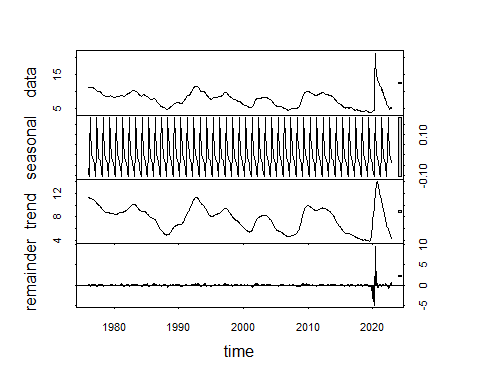 data
5 15
seasonal
-0.10 0.10
trend
4 8 12
remainder
-5 0 5 10
1980 1990 2000 2010 2020
time